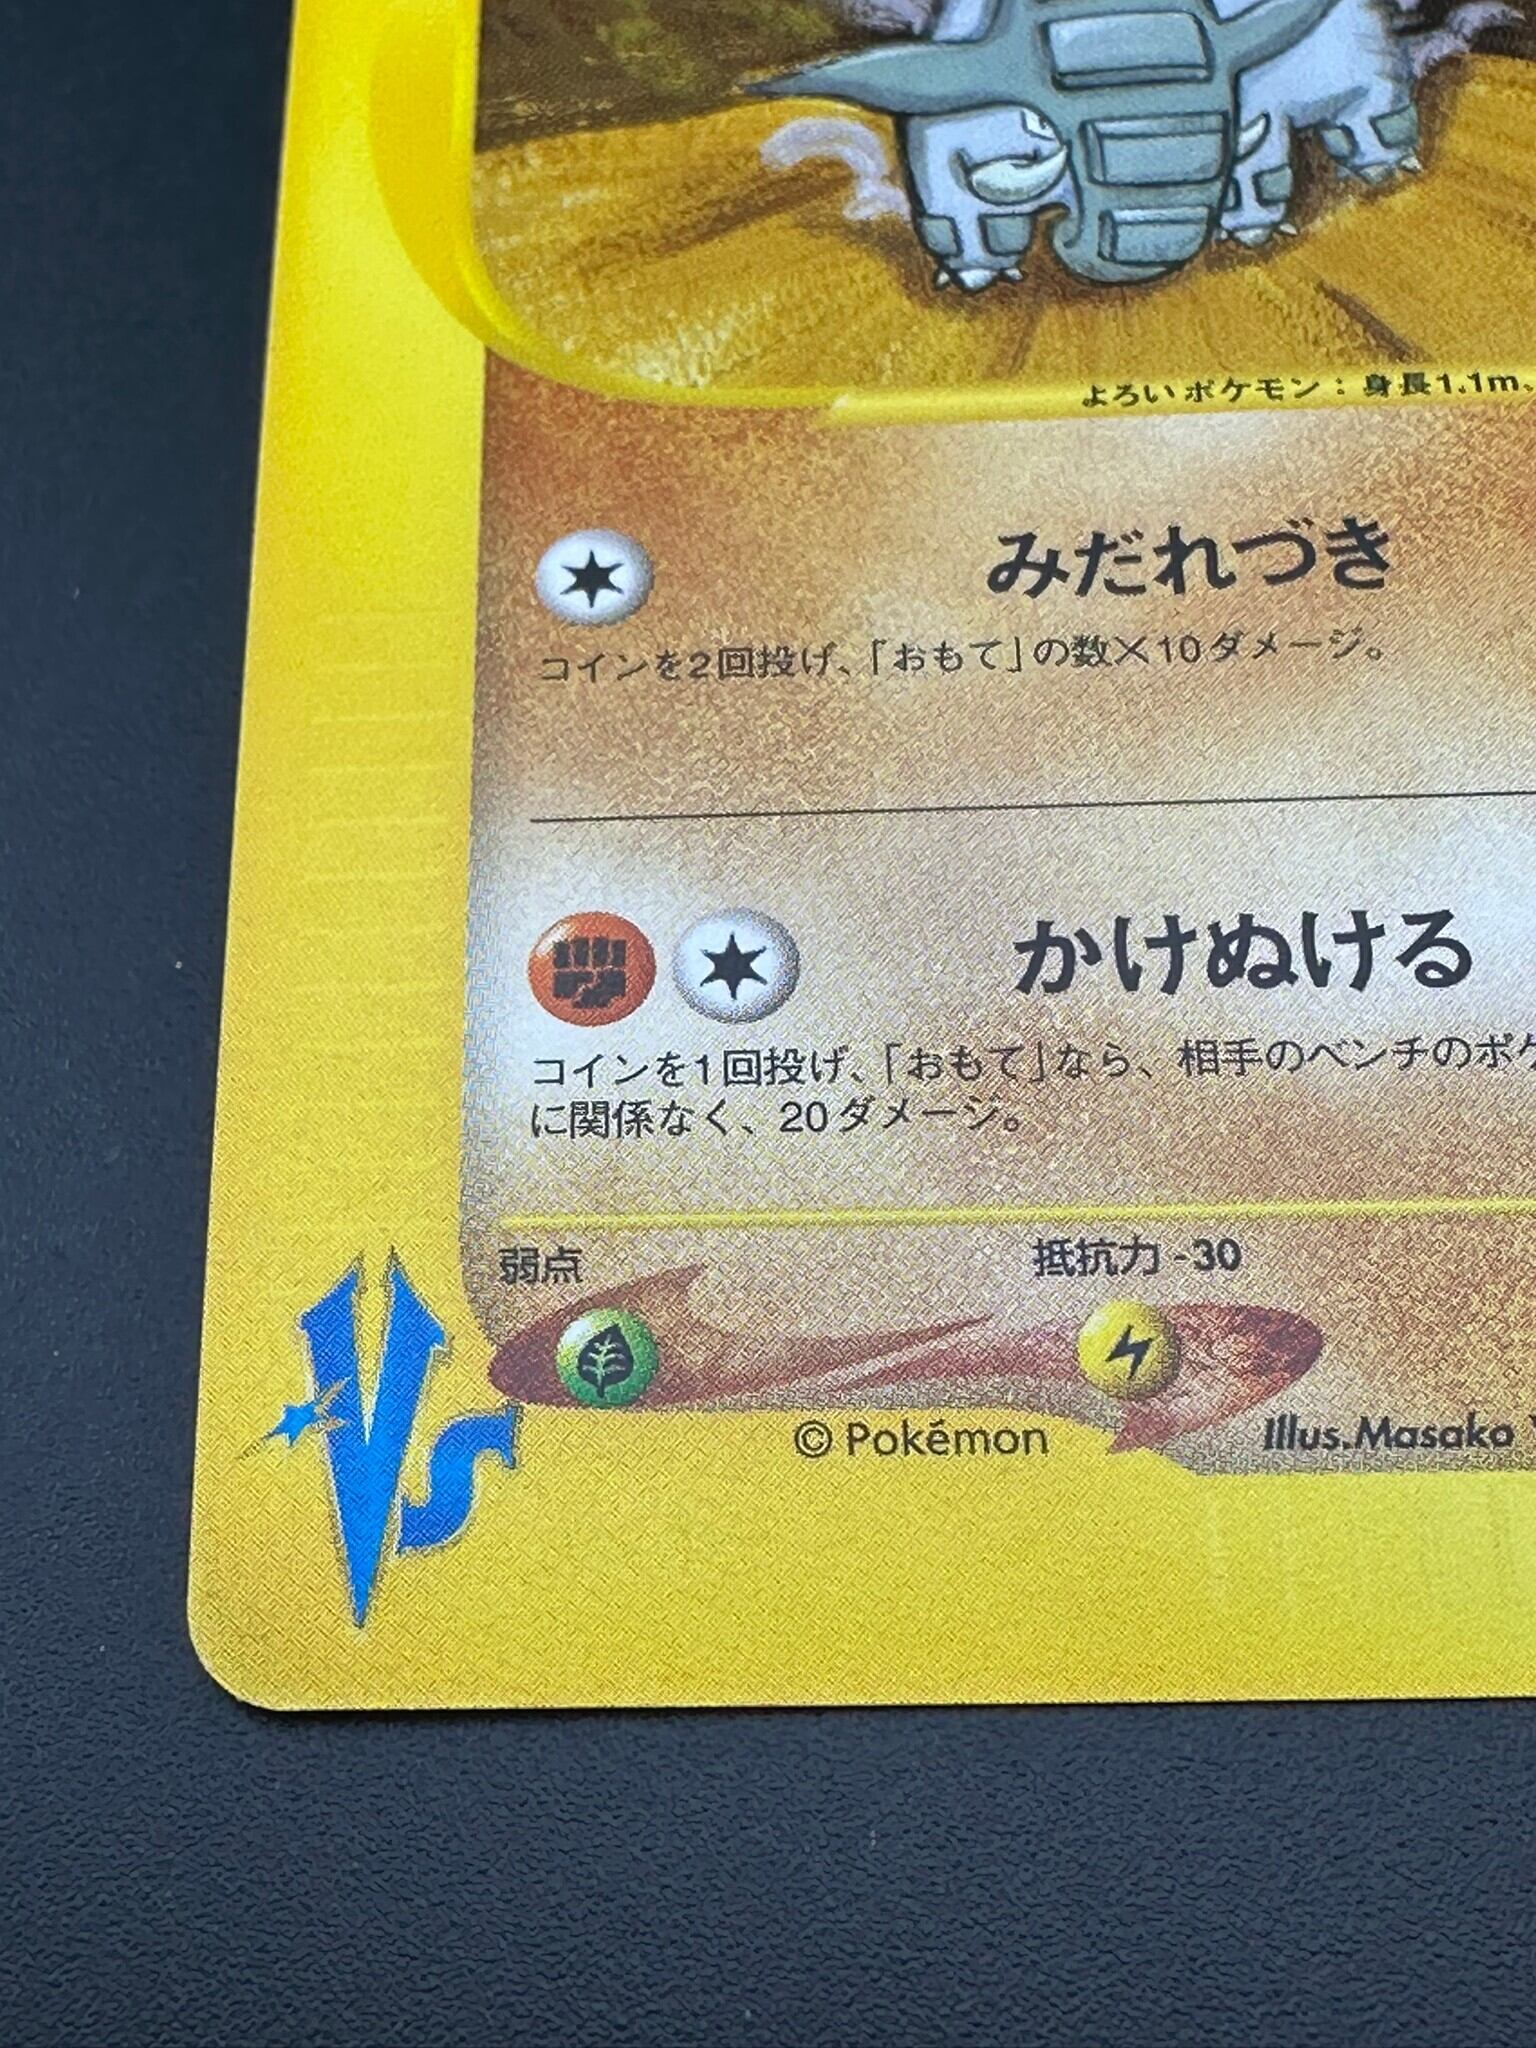 よろいポケモン：身長1.1m、
みだれづき
コインを2回投げ、「おもて」の数×10ダメージ。
かけぬける
コインを1回投げ、「おもて」なら、相手のベンチのポケ
に関係なく、20ダメージ。
弱点
抵抗力 -30
VS
© Pokémon
Illus.Masako